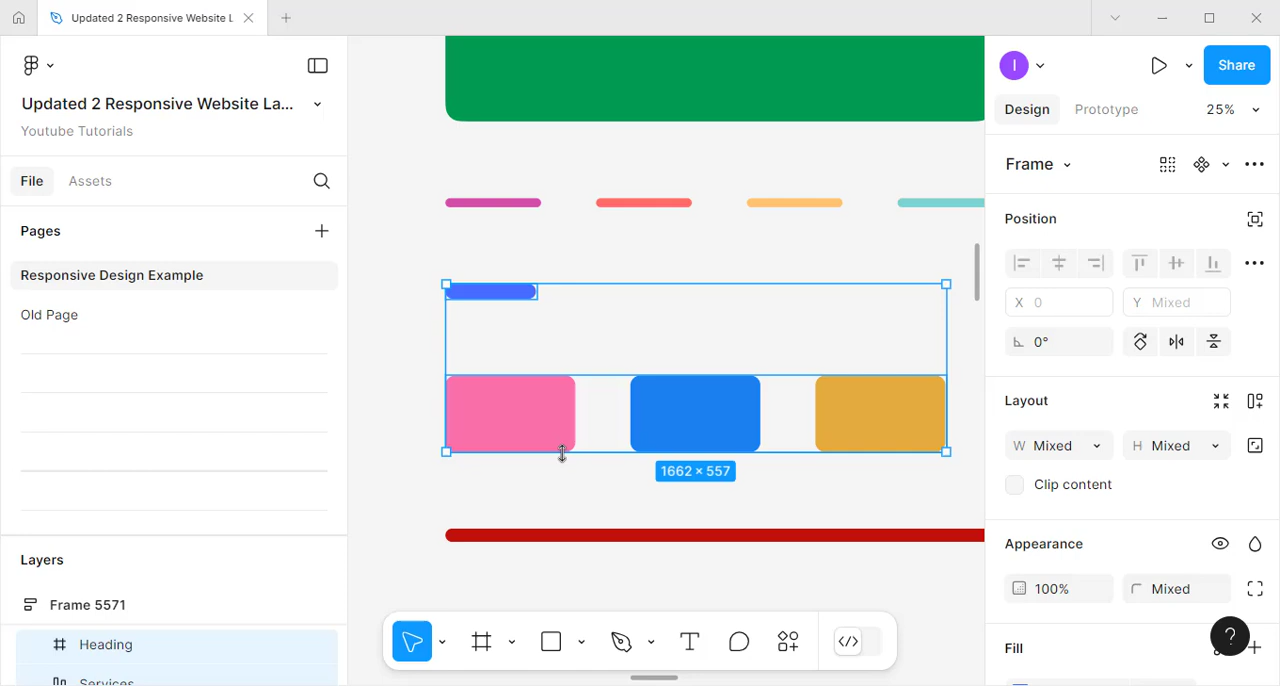 Updated 2 Responsive Website L
Updated 2 Responsive Website La...
Youtube Tutorials
File
Assets
Pages
Responsive Design Example
Old Page
Layers
Frame 5571
Heading
Services
1662 × 557
I
Share
Design
Prototype
25%
Frame
Position
X 0
Y Mixed
0°
Layout
W Mixed
H Mixed
Clip content
Appearance
100%
Mixed
Fill
?